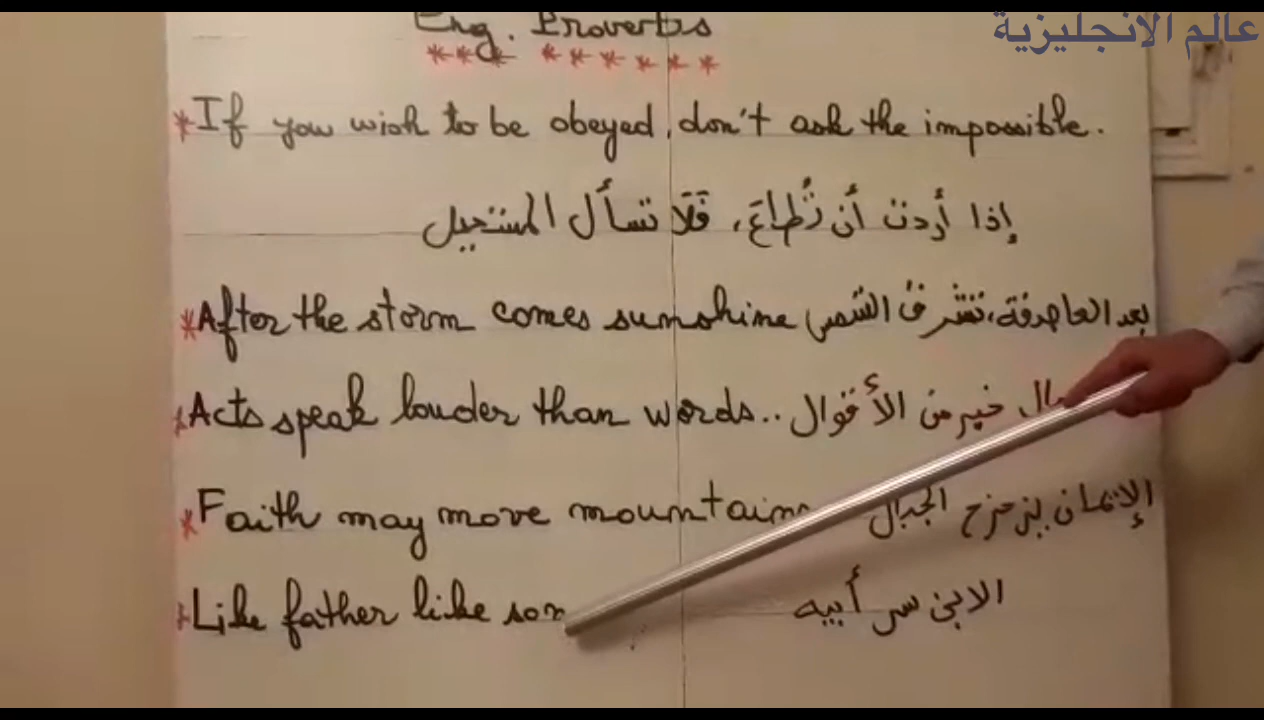 عالم الانجليزية
Eng. Proverbs
*** *******
*If you wish to be obeyed, don't ask the impossible.
إذا أردت أن تُطاعَ، فَلَا تسأل المستحيل
*After the storm comes sunshine بعد العاصفة، تشرقُ الشمس
*Acts speak louder than words.. خير من الأقوال
*Faith may move mountains الإيمان يزحزح الجبال
*Like father like son الابن سر أبيه